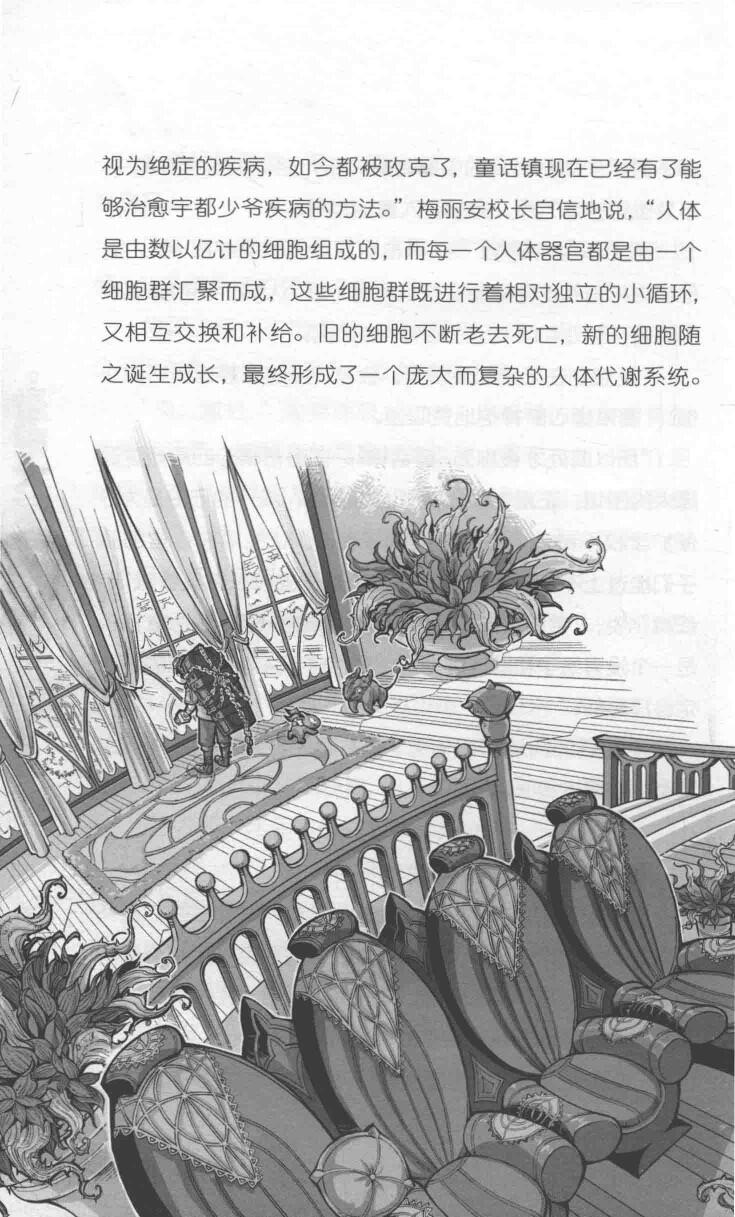 视为绝症的疾病，如今都被攻克了，童话镇现在已经有了能
够治愈宇都少爷疾病的方法。”梅丽安校长自信地说，“人体
是由数以亿计的细胞组成的，而每一个人体器官都是由一个
细胞群汇聚而成，这些细胞群既进行着相对独立的小循环，
又相互交换和补给。旧的细胞不断老去死亡，新的细胞随
之诞生成长，最终形成了一个庞大而复杂的人体代谢系统。